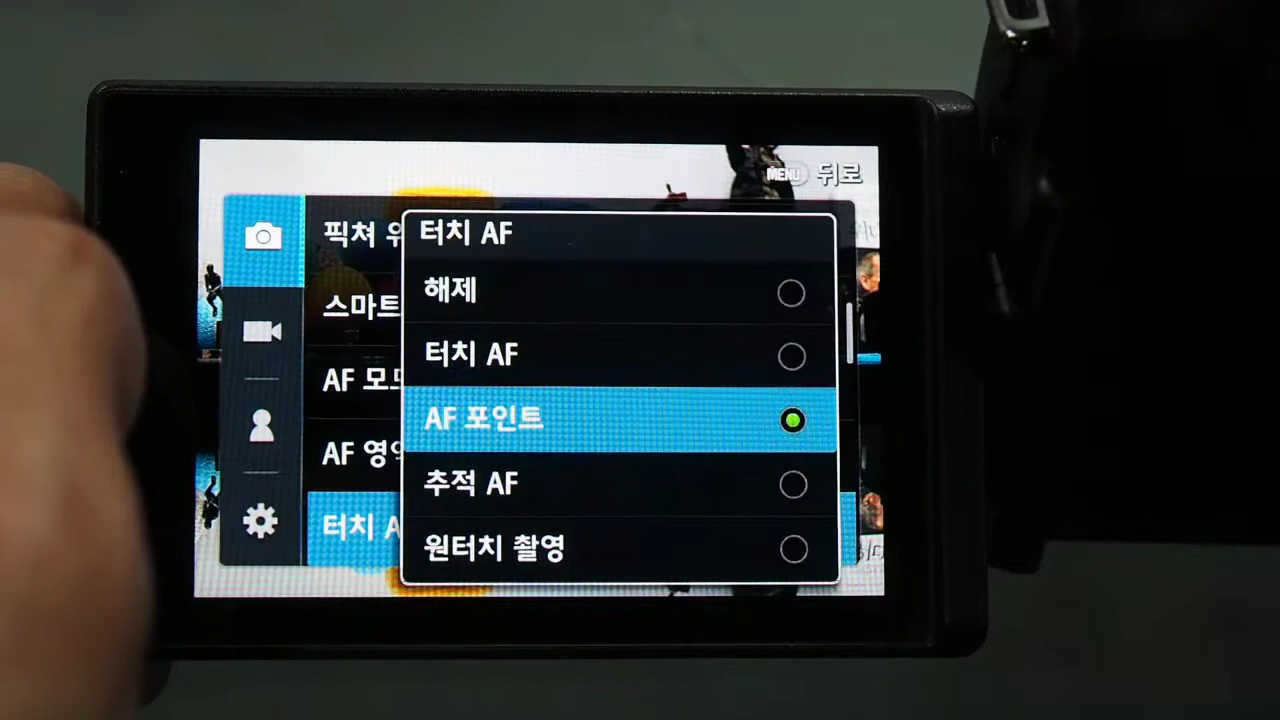 MENU 뒤로
픽쳐
터치 AF
해제
스마트
터치 AF
AF 모드
AF 포인트
AF 영역
추적 AF
터치 A
원터치 촬영